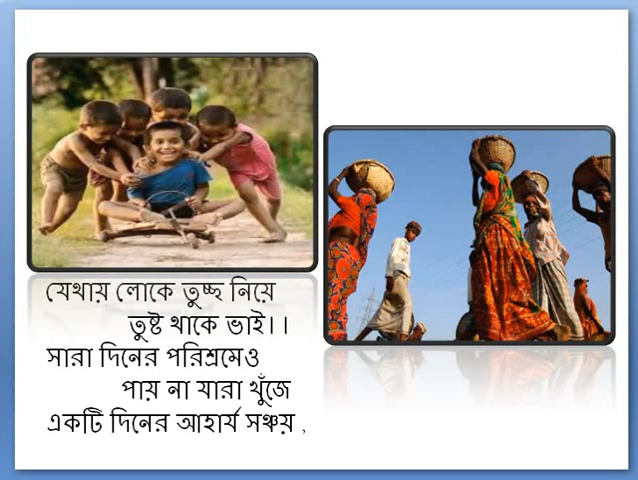 যেথায় লোকে তুচ্ছ নিয়ে
তুষ্ট থাকে ভাই।।
সারা দিনের পরিশ্রমেও
পায় না যারা খুঁজে
একটি দিনের আহার্য সঞ্চয় ,